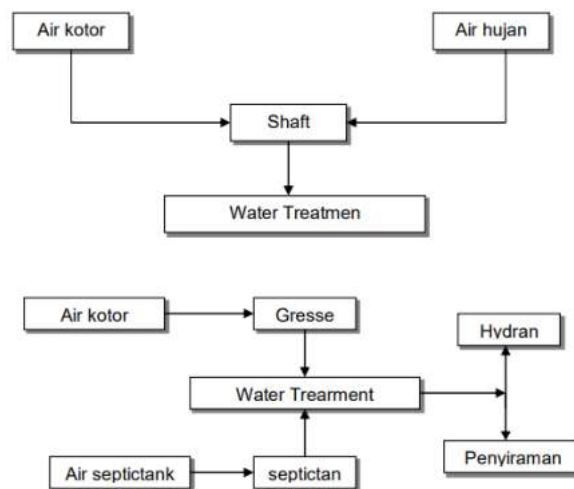 Air kotor
Air hujan
Shaft
Water Treatmen
Air kotor
Gresse
Hydran
Water Trearment
Penyiraman
Air septictank
septictan